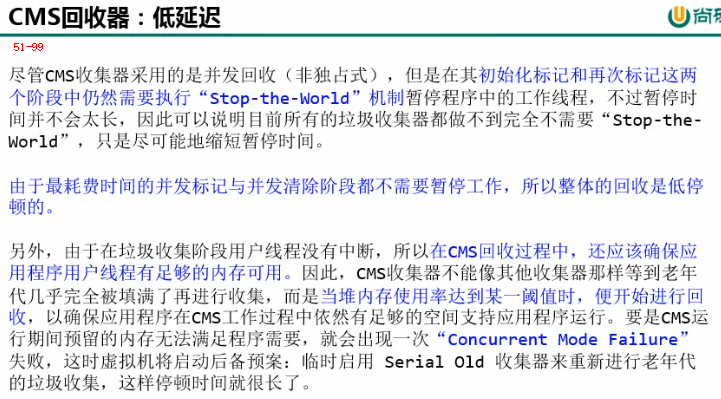 CMS回收器：低延迟
尚
51-99
尽管CMS收集器采用的是并发回收（非独占式），但是在其初始化标记和再次标记这两
个阶段中仍然需要执行“Stop-the-World”机制暂停程序中的工作线程，不过暂停时
间并不会太长，因此可以说明目前所有的垃圾收集器都做不到完全不需要“Stop-the-
World”，只是尽可能地缩短暂停时间。
由于最耗费时间的并发标记与并发清除阶段都不需要暂停工作，所以整体的回收是低停
顿的。
另外，由于在垃圾收集阶段用户线程没有中断，所以在CMS回收过程中，还应该确保应
用程序用户线程有足够的内存可用。因此，CMS收集器不能像其他收集器那样等到老年
代几乎完全被填满了再进行收集，而是当堆内存使用率达到某一阈值时，便开始进行回
收，以确保应用程序在CMS工作过程中依然有足够的空间支持应用程序运行。要是CMS运
行期间预留的内存无法满足程序需要，就会出现一次“Concurrent Mode Failure”
失败，这时虚拟机将启动后备预案：临时启用 Serial Old 收集器来重新进行老年代
的垃圾收集，这样停顿时间就很长了。